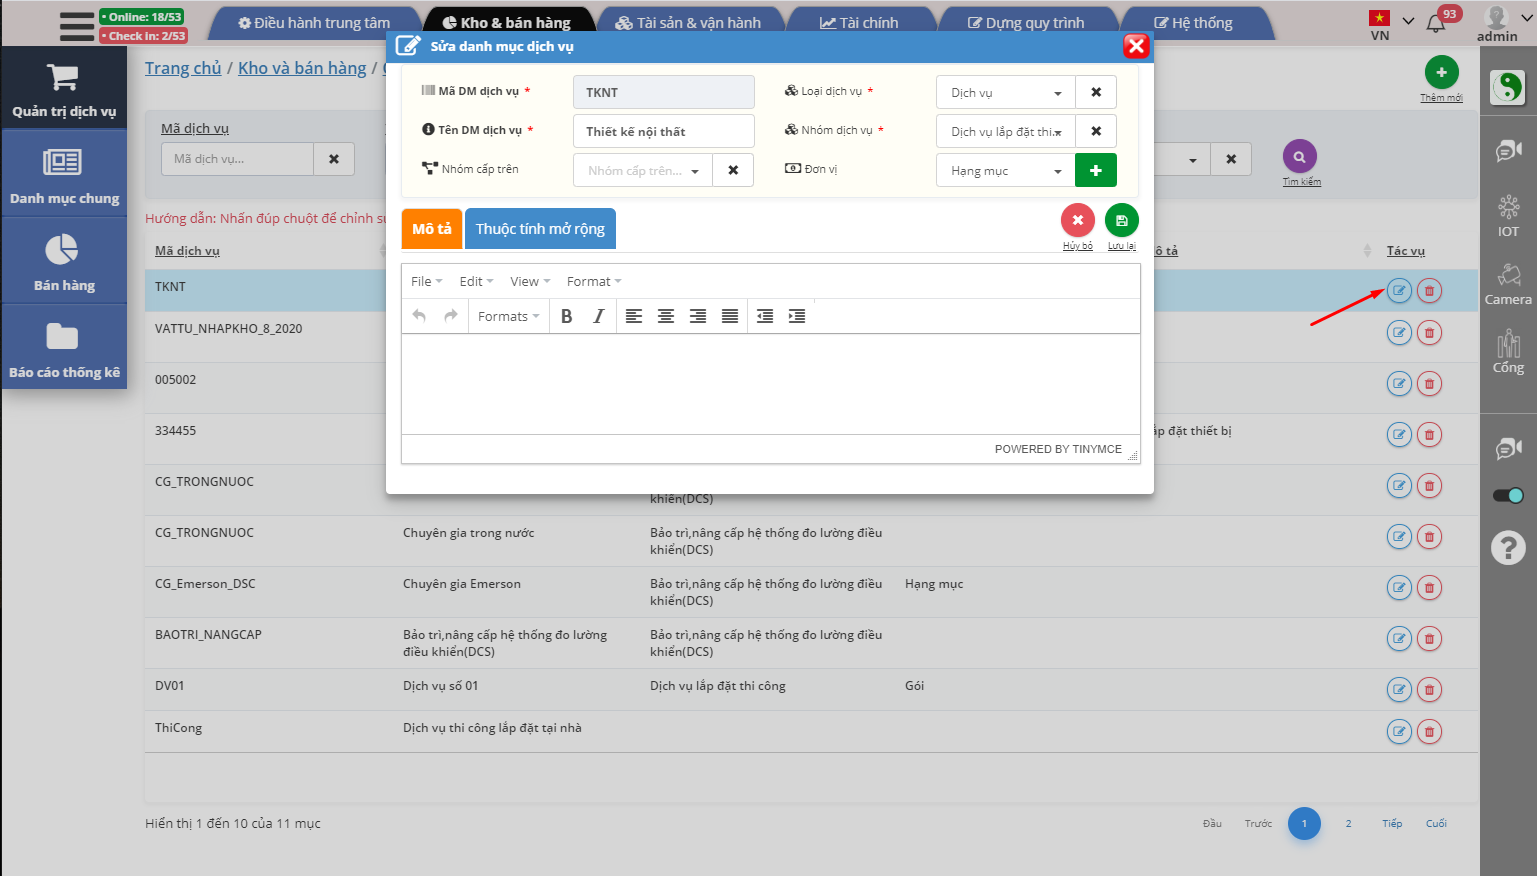 Online: 18/53
Check in: 2/53
Điều hành trung tâm
Kho & bán hàng
Tài sản & vận hành
Tài chính
Dựng quy trình
Hệ thống
VN
93
admin
Quản trị dịch vụ
Danh mục chung
Bán hàng
Báo cáo thống kê
Trang chủ / Kho và bán hàng /
Thêm mới
Mã dịch vụ
Mã dịch vụ...
Tìm kiếm
Sửa danh mục dịch vụ
Mã DM dịch vụ *
TKNT
Loại dịch vụ *
Dịch vụ
Tên DM dịch vụ *
Thiết kế nội thất
Nhóm dịch vụ *
Dịch vụ lắp đặt thi...
Nhóm cấp trên
Nhóm cấp trên...
Đơn vị
Hạng mục
Mô tả
Thuộc tính mở rộng
Hủy bỏ
Lưu lại
File
Edit
View
Format
Formats
B
I
POWERED BY TINYMCE
Hướng dẫn: Nhấn đúp chuột để chỉnh sử
Mã dịch vụ
ô tả
Tác vụ
TKNT
VATTU_NHAPKHO_8_2020
005002
334455
ắp đặt thiết bị
CG_TRONGNUOC
khiển(DCS)
CG_TRONGNUOC
Chuyên gia trong nước
Bảo trì,nâng cấp hệ thống đo lường điều
khiển(DCS)
CG_Emerson_DSC
Chuyên gia Emerson
Bảo trì,nâng cấp hệ thống đo lường điều
khiển(DCS)
Hạng mục
BAOTRI_NANGCAP
Bảo trì,nâng cấp hệ thống đo lường
điều khiển(DCS)
Bảo trì,nâng cấp hệ thống đo lường điều
khiển(DCS)
DV01
Dịch vụ số 01
Dịch vụ lắp đặt thi công
Gói
ThiCong
Dịch vụ thi công lắp đặt tại nhà
Hiển thị 1 đến 10 của 11 mục
Đầu
Trước
1
2
Tiếp
Cuối
IOT
Camera
Cổng